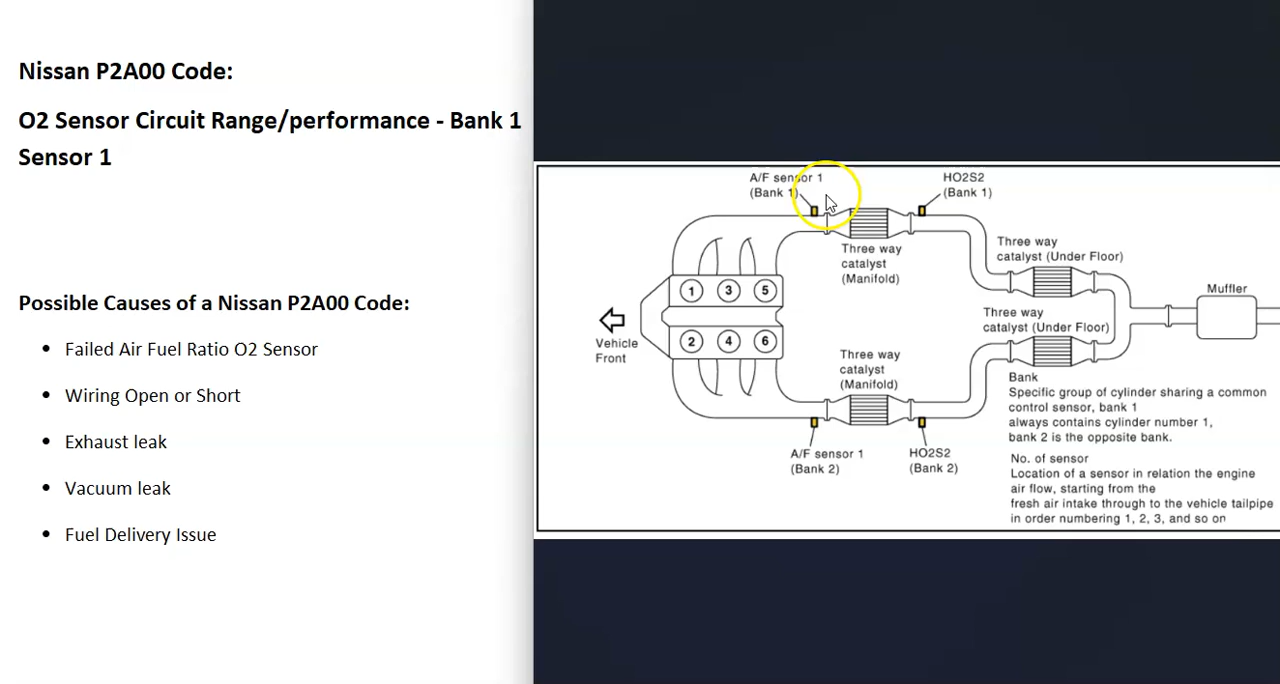 Nissan P2A00 Code:
O2 Sensor Circuit Range/performance - Bank 1
Sensor 1
Possible Causes of a Nissan P2A00 Code:
Failed Air Fuel Ratio O2 Sensor
Wiring Open or Short
Exhaust leak
Vacuum leak
Fuel Delivery Issue
A/F sensor 1
(Bank 1)
HO2S2
(Bank 1)
Three way
catalyst
(Manifold)
Three way
catalyst (Under Floor)
Muffler
1 3 5
2 4 6
Vehicle
Front
Three way
catalyst (Under Floor)
Three way
catalyst
(Manifold)
A/F sensor 1
(Bank 2)
HO2S2
(Bank 2)
Bank
Specific group of cylinder sharing a common
control sensor, bank 1
always contains cylinder number 1,
bank 2 is the opposite bank.
No. of sensor
Location of a sensor in relation the engine
air flow, starting from the
fresh air intake through to the vehicle tailpipe
in order numbering 1, 2, 3, and so on